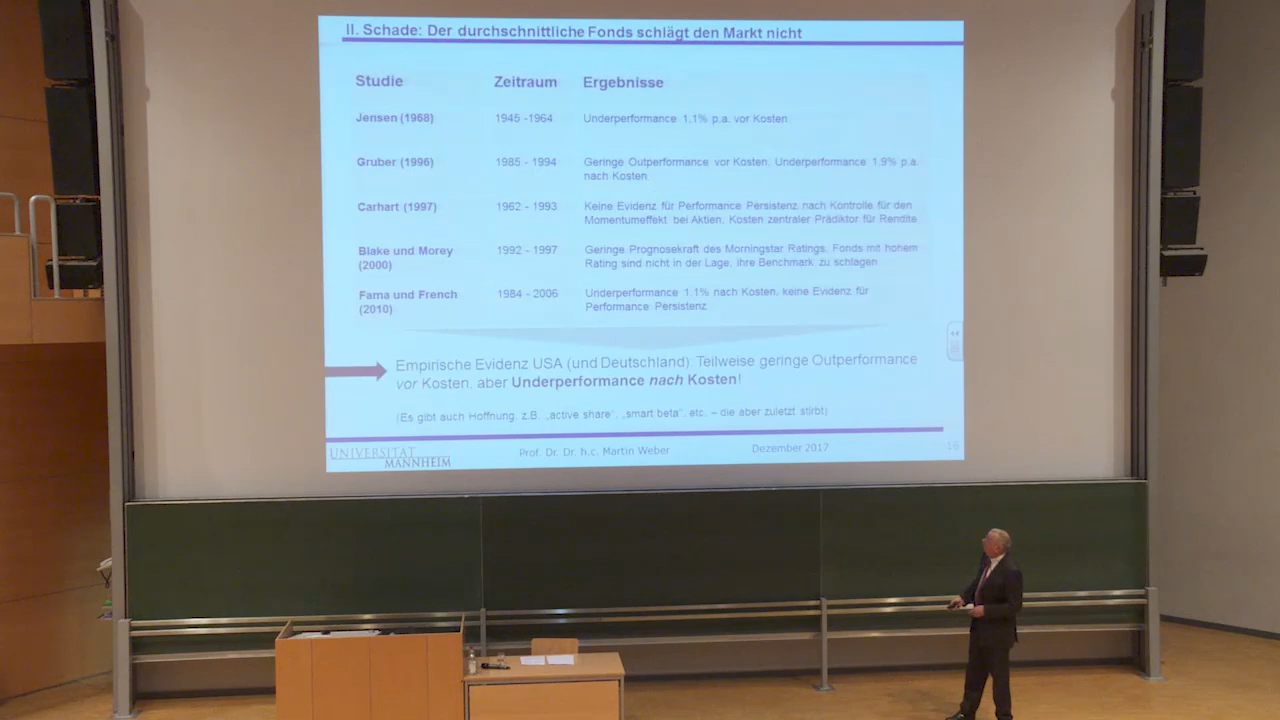 II. Schade: Der durchschnittliche Fonds schlägt den Markt nicht
Studie Zeitraum Ergebnisse
Jensen (1968) 1945 -1964 Underperformance 1,1% p.a. vor Kosten
Gruber (1996) 1985 - 1994 Geringe Outperformance vor Kosten, Underperformance 1,9% p.a.
nach Kosten.
Carhart (1997) 1962 - 1993 Keine Evidenz für Performance Persistenz nach Kontrolle für den
Momentumeffekt bei Aktien, Kosten zentraler Prädiktor für Rendite
Blake und Morey 1992 - 1997 Geringe Prognosekraft des Morningstar Ratings, Fonds mit hohem
(2000) Rating sind nicht in der Lage, ihre Benchmark zu schlagen
Fama und French 1984 - 2006 Underperformance 1.1% nach Kosten, keine Evidenz für
(2010) Performance Persistenz
Empirische Evidenz USA (und Deutschland): Teilweise geringe Outperformance
vor Kosten, aber Underperformance nach Kosten!
(Es gibt auch Hoffnung, z.B. „active share“, „smart beta“, etc. – die aber zuletzt stirbt)
UNIVERSITÄT
MANNHEIM
Prof. Dr. Dr. h.c. Martin Weber Dezember 2017 16